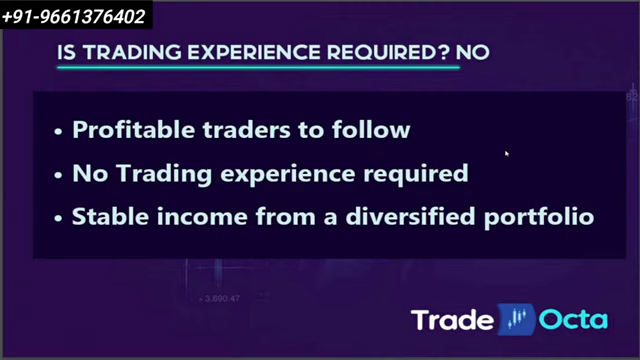 +91-9661376402
IS TRADING EXPERIENCE REQUIRED? NO
• Profitable traders to follow
• No Trading experience required
• Stable income from a diversified portfolio
+3,890.47
Trade Octa